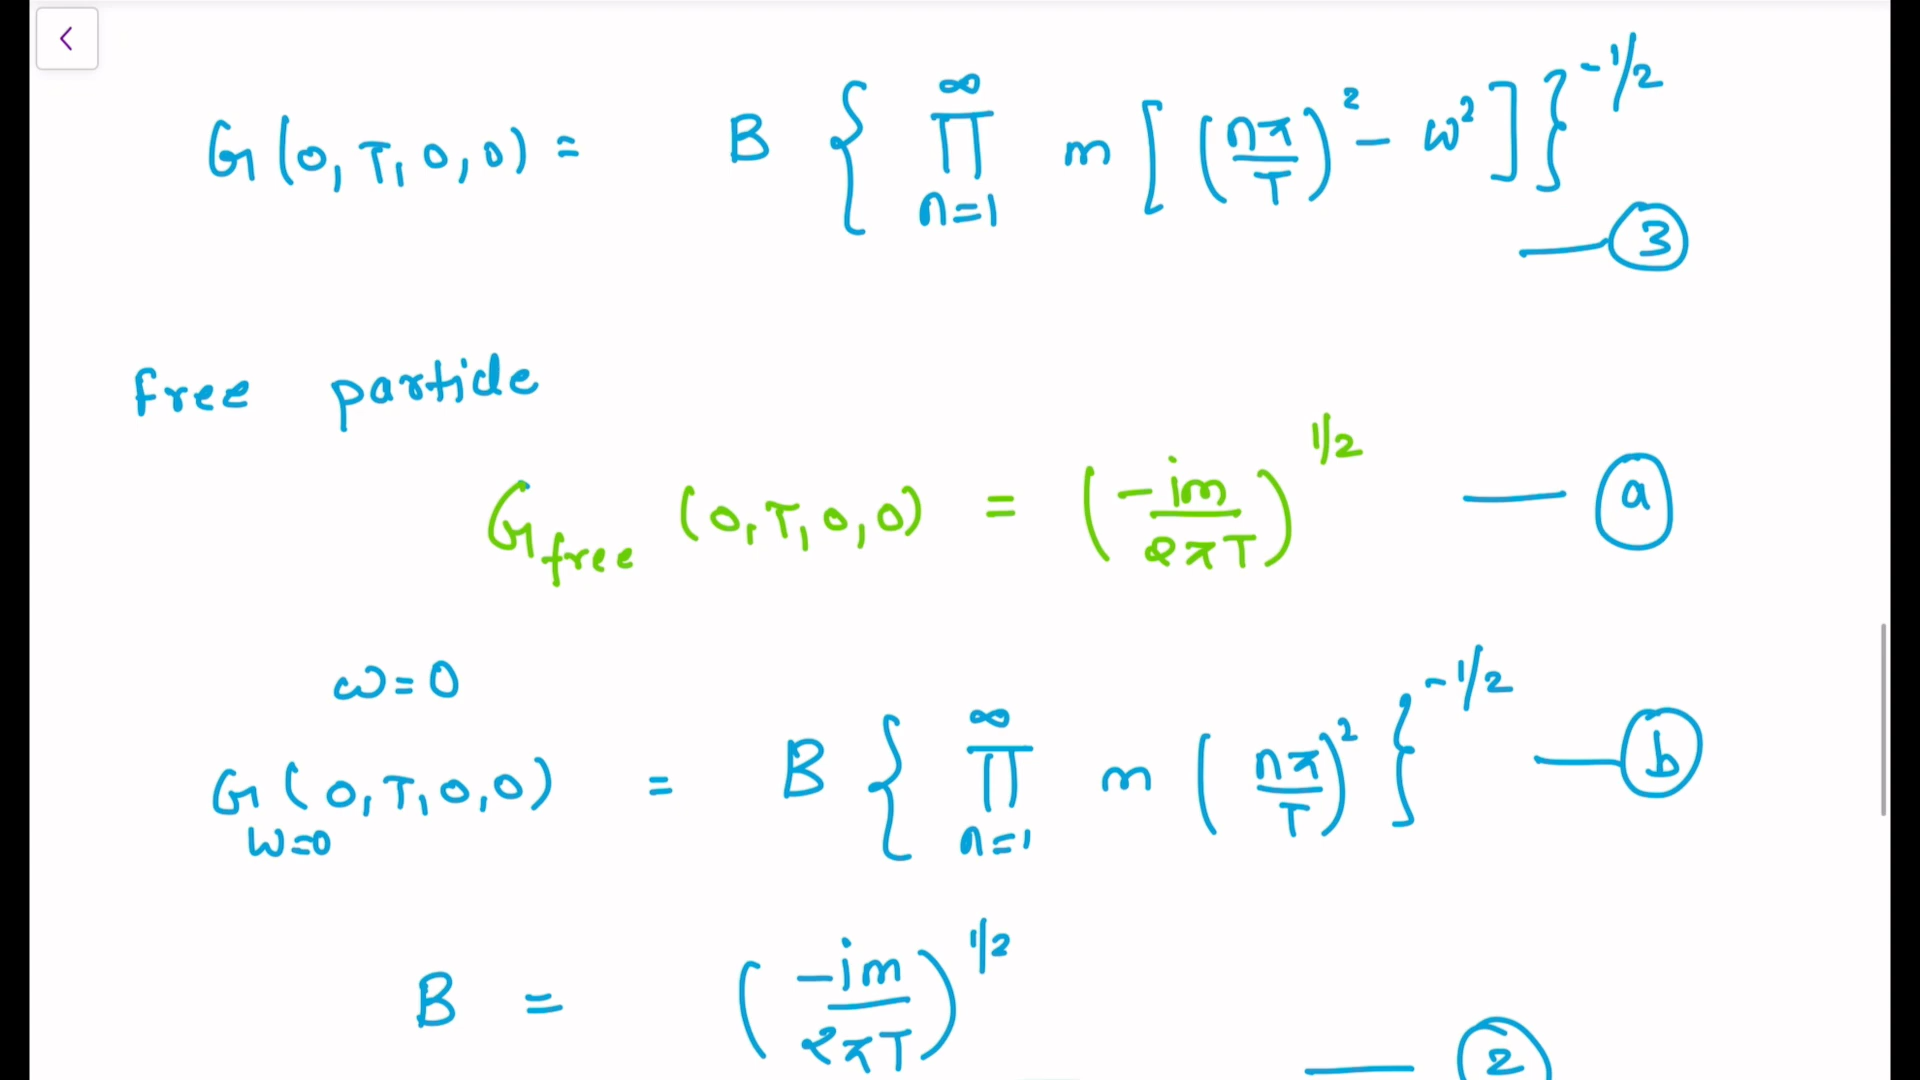 G(0,T,0,0) = B { ∏_{n=1}^{∞} m [ (nπ/T)² − ω² ] }^{−1/2}
—— ③
Free particle
G_free (0,T,0,0) = (−im/2πT)^{1/2} —— ⓐ
ω=0
G_{W=0} (0,T,0,0) = B { ∏_{n=1}^{∞} m (nπ/T)² }^{−1/2} —— ⓑ
B = (−im/2πT)^{1/2}
—— ②